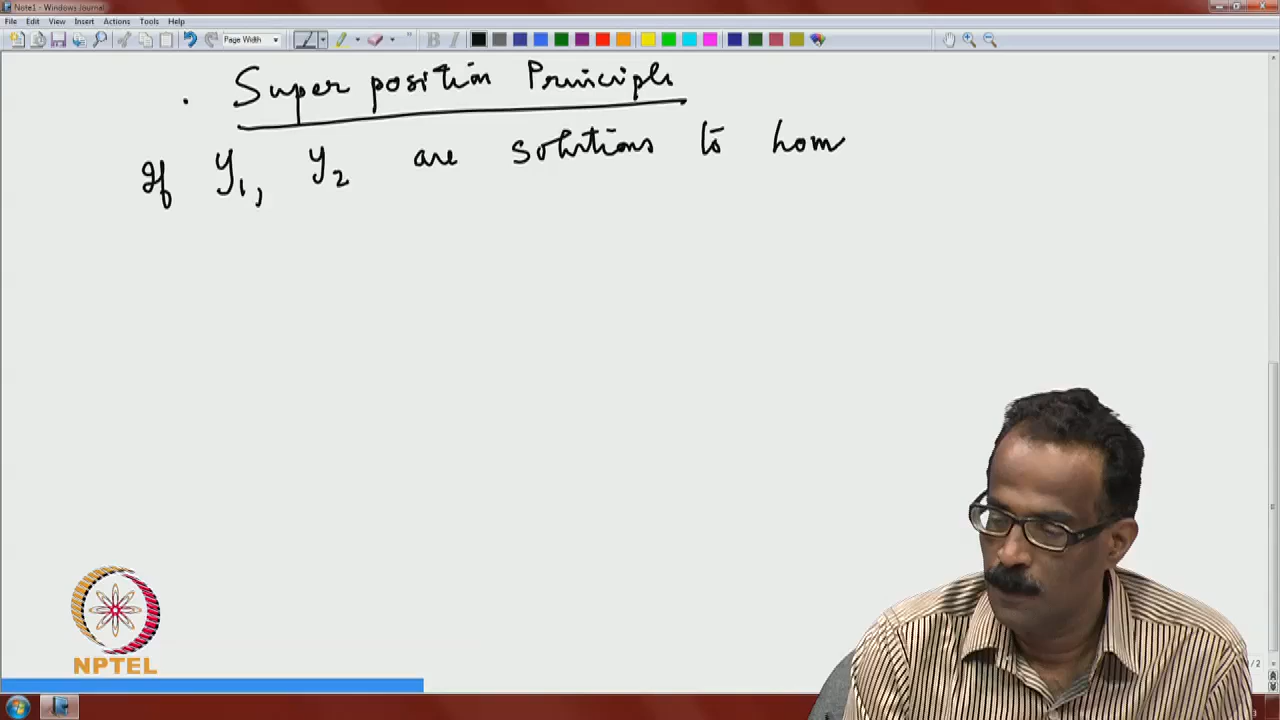 Note1 - Windows Journal
File Edit View Insert Actions Tools Help
Page Width
B I
. Super position Principle
If y1, y2 are solutions to hom
NPTEL